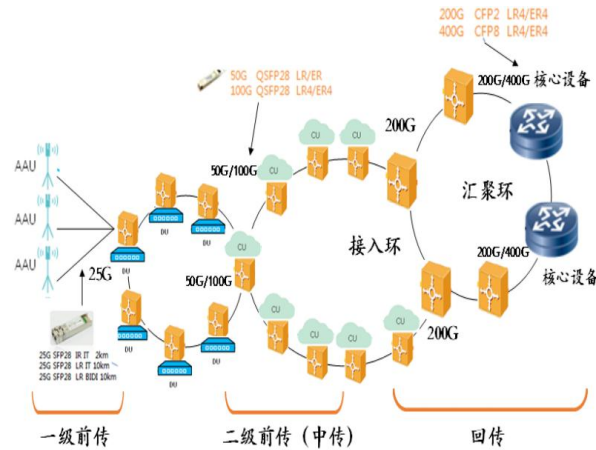 200G CFP2 LR4/ER4
400G CFP8 LR4/ER4
50G QSFP28 LR/ER
100G QSFP28 LR4/ER4
200G/400G 核心设备
200G
CU
CU
CU
50G/100G
AAU
AAU
AAU
DU
DU
DU
CU
汇聚环
接入环
25G
50G/100G
200G/400G
核心设备
CU
CU
CU
CU
200G
DU
DU
DU
25G SFP28 IR IT 2km
25G SFP28 LR IT 10km
25G SFP28 LR BIDI 10km
一级前传
二级前传（中传）
回传